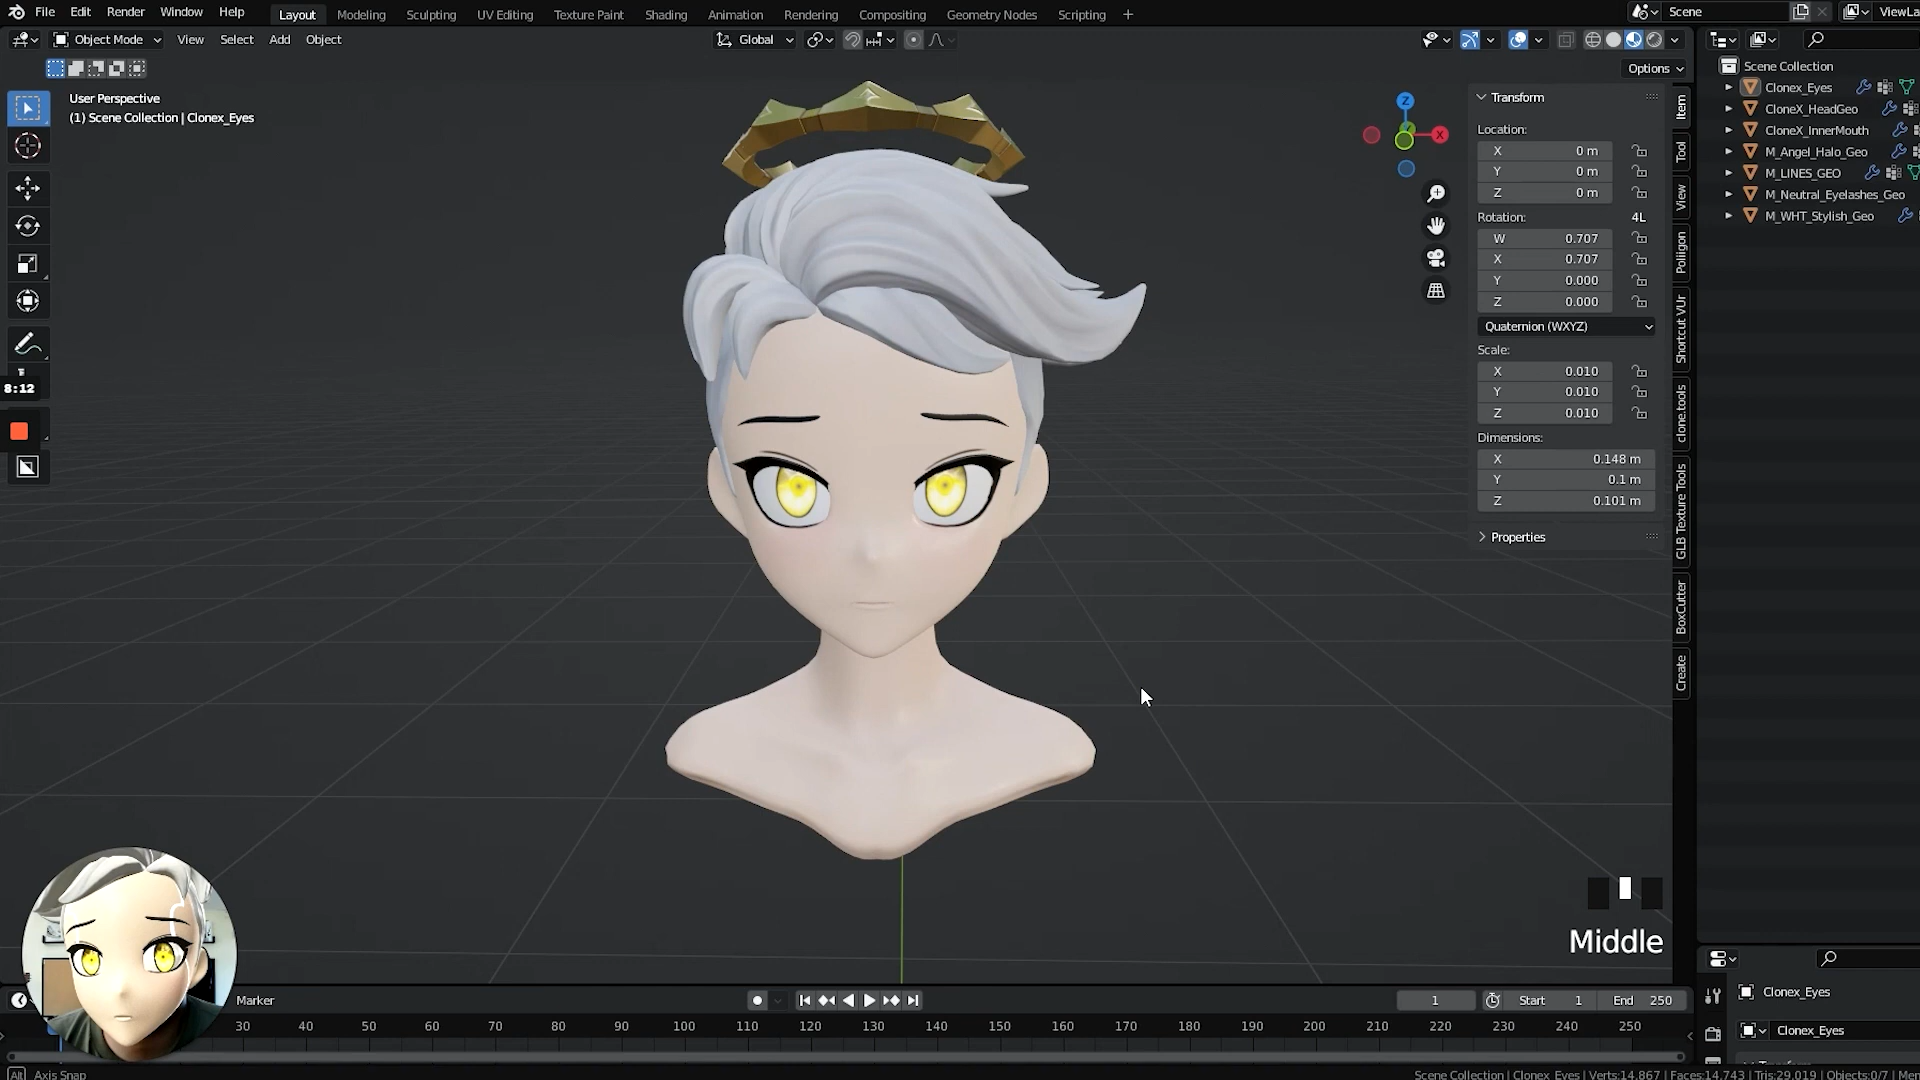 File Edit Render Window Help Layout Modeling Sculpting UV Editing Texture Paint Shading Animation Rendering Compositing Geometry Nodes Scripting + Scene ViewLa
Object Mode View Select Add Object Global
Options
User Perspective
(1) Scene Collection | Clonex_Eyes
Z
X
Transform
Location:
X 0 m
Y 0 m
Z 0 m
Rotation: 4L
W 0.707
X 0.707
Y 0.000
Z 0.000
Quaternion (WXYZ)
Scale:
X 0.010
Y 0.010
Z 0.010
Dimensions:
X 0.148 m
Y 0.1 m
Z 0.101 m
Properties
Item
Tool
View
Poliigon
Shortcut VUr
clone.tools
GLB Texture Tools
BoxCutter
Create
Scene Collection
Clonex_Eyes
CloneX_HeadGeo
CloneX_InnerMouth
M_Angel_Halo_Geo
M_LINES_GEO
M_Neutral_Eyelashes_Geo
M_WHT_Stylish_Geo
8:12
Middle
Clonex_Eyes
Clonex_Eyes
Marker 1 Start 1 End 250
30 40 50 60 70 80 90 100 110 120 130 140 150 160 170 180 190 200 210 220 230 240 250
Alt Axis Snap
Scene Collection | Clonex_Eyes | Verts:14,867 | Faces:14,743 | Tris:29,019 | Objects:0/7 | Mem